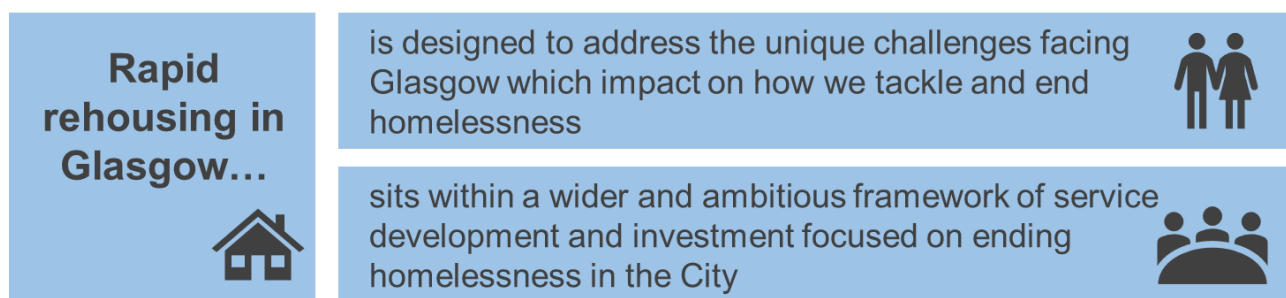 Rapid
rehousing in
Glasgow...
is designed to address the unique challenges facing
Glasgow which impact on how we tackle and end
homelessness
sits within a wider and ambitious framework of service
development and investment focused on ending
homelessness in the City